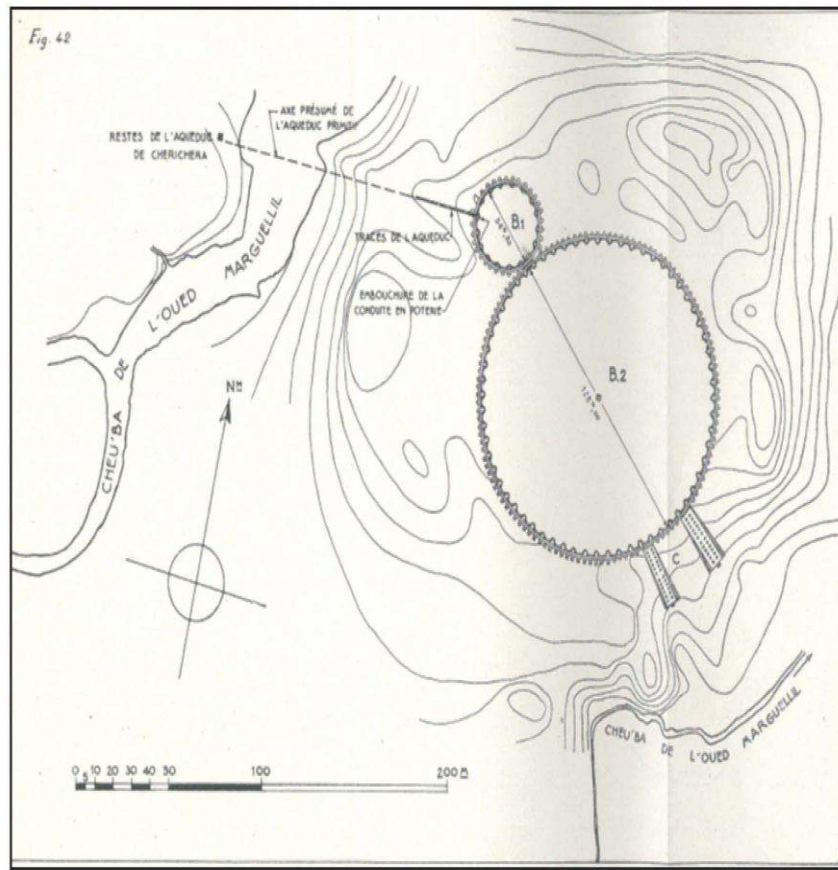 Fig. 42
AXE PRÉSUMÉ DE
L'AQUEDUC PRIMITIF
RESTES DE L'AQUEDUC
DE CHERICHERA
TRACES DE L'AQUEDUC
EMBOUCHURE DE LA
CONDUITE EN POTERIE
B.1
B.2
C
CHEU'BA DE L'OUED MARGUELLIL
Nm
CHEU'BA DE L'OUED MARGUELLIL
0 5 10 20 30 40 50 100 200 m